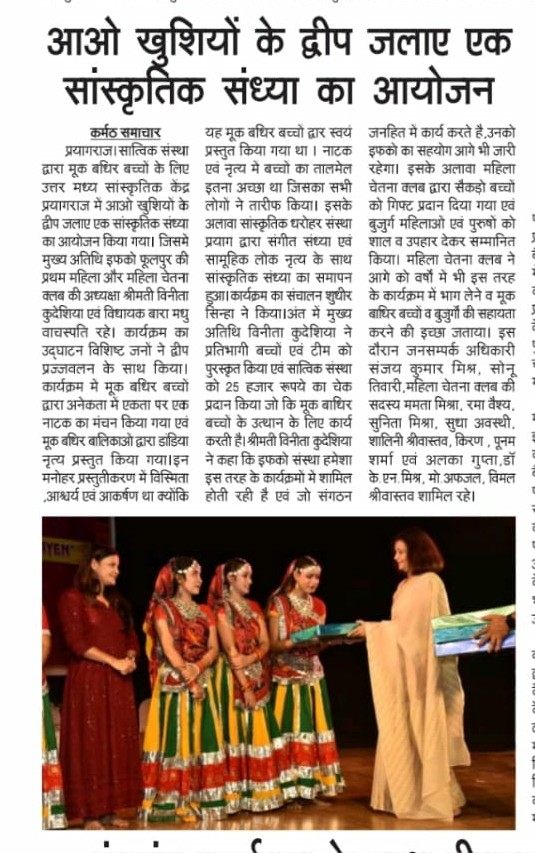 आओ खुशियों के द्वीप जलाए एक
सांस्कृतिक संध्या का आयोजन
कर्मठ समाचार
प्रयागराज।सात्विक संस्था
द्वारा मूक बधिर बच्चों के लिए
उत्तर मध्य सांस्कृतिक केंद्र
प्रयागराज में आओ खुशियों के
द्वीप जलाए एक सांस्कृतिक संध्या
का आयोजन किया गया। जिसमे
मुख्य अतिथि इफको फूलपुर की
प्रथम महिला और महिला चेतना
क्लब की अध्यक्षा श्रीमती विनीता
कुदेशिया एवं विधायक बारा मधु
वाचस्पति रहे। कार्यक्रम का
उद्घाटन विशिष्ट जनों ने द्वीप
प्रज्जवलन के साथ किया।
कार्यक्रम मे मूक बधिर बच्चों
द्वारा अनेकता में एकता पर एक
नाटक का मंचन किया गया एवं
मूक बधिर बालिकाओ द्वारा डांडिया
नृत्य प्रस्तुत किया गया।इन
मनोहर प्रस्तुतीकरण में विस्मिता
,आश्चर्य एवं आकर्षण था क्योंकि
यह मूक बधिर बच्चों द्वार स्वयं
प्रस्तुत किया गया था । नाटक
एवं नृत्य में बच्चों का तालमेल
इतना अच्छा था जिसका सभी
लोगो ने तारीफ किया। इसके
अलावा सांस्कृतिक धरोहर संस्था
प्रयाग द्वारा संगीत संध्या एवं
सामूहिक लोक नृत्य के साथ
सांस्कृतिक संध्या का समापन
हुआ।कार्यक्रम का संचालन शुधीर
सिन्हा ने किया।अंत में मुख्य
अतिथि विनीता कुदेशिया ने
प्रतिभागी बच्चों एवं टीम को
पुरस्कृत किया एवं सात्विक संस्था
को 25 हजार रूपये का चेक
प्रदान किया जो कि मूक बाधिर
बच्चों के उत्थान के लिए कार्य
करती है।श्रीमती विनीता कुदेशिया
ने कहा कि इफको संस्था हमेशा
इस तरह के कार्यक्रमों में शामिल
होती रही है एवं जो संगठन
जनहित में कार्य करते है,उनको
इफको का सहयोग आगे भी जारी
रहेगा। इसके अलावा महिला
चेतना क्लब द्वारा सैकड़ो बच्चों
को गिफ्ट प्रदान दिया गया एवं
बुजुर्ग महिलाओ एवं पुरुषों को
शाल व उपहार देकर सम्मानित
किया। महिला चेतना क्लब ने
आगे को वर्षो में भी इस तरह
के कार्यक्रम में भाग लेने व मूक
बाधिर बच्चों व बुजुर्गों की सहायता
करने की इच्छा जताया। इस
दौरान जनसम्पर्क अधिकारी
संजय कुमार मिश्र, सोनू
तिवारी,महिला चेतना क्लब की
सदस्य ममता मिश्रा, रमा वैश्य,
सुनिता मिश्रा, सुधा अवस्थी,
शालिनी श्रीवास्तव, किरण , पूनम
शर्मा एवं अलका गुप्ता,डॉ
के.एन.मिश्र, मो.अफजल, विमल
श्रीवास्तव शामिल रहे।